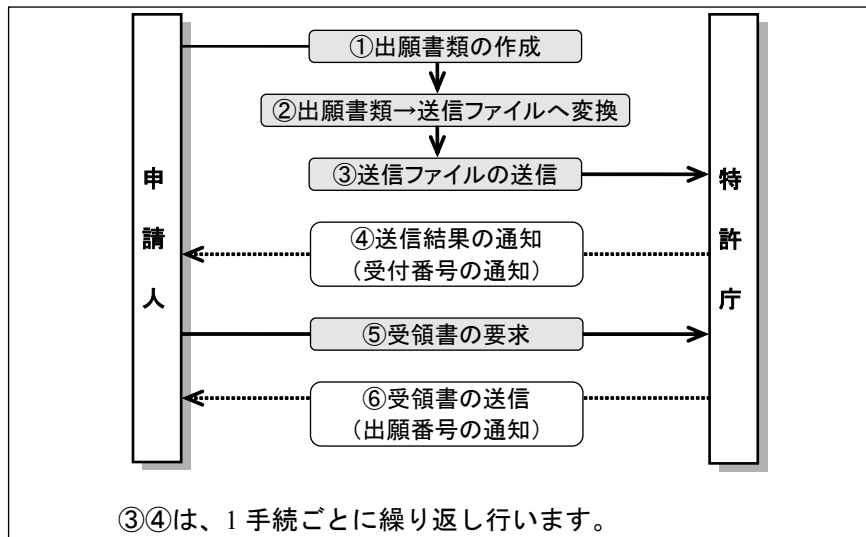 ①出願書類の作成
②出願書類→送信ファイルへ変換
③送信ファイルの送信
申請人
特許庁
④送信結果の通知
（受付番号の通知）
⑤受領書の要求
⑥受領書の送信
（出願番号の通知）
③④は、1 手続ごとに繰り返し行います。